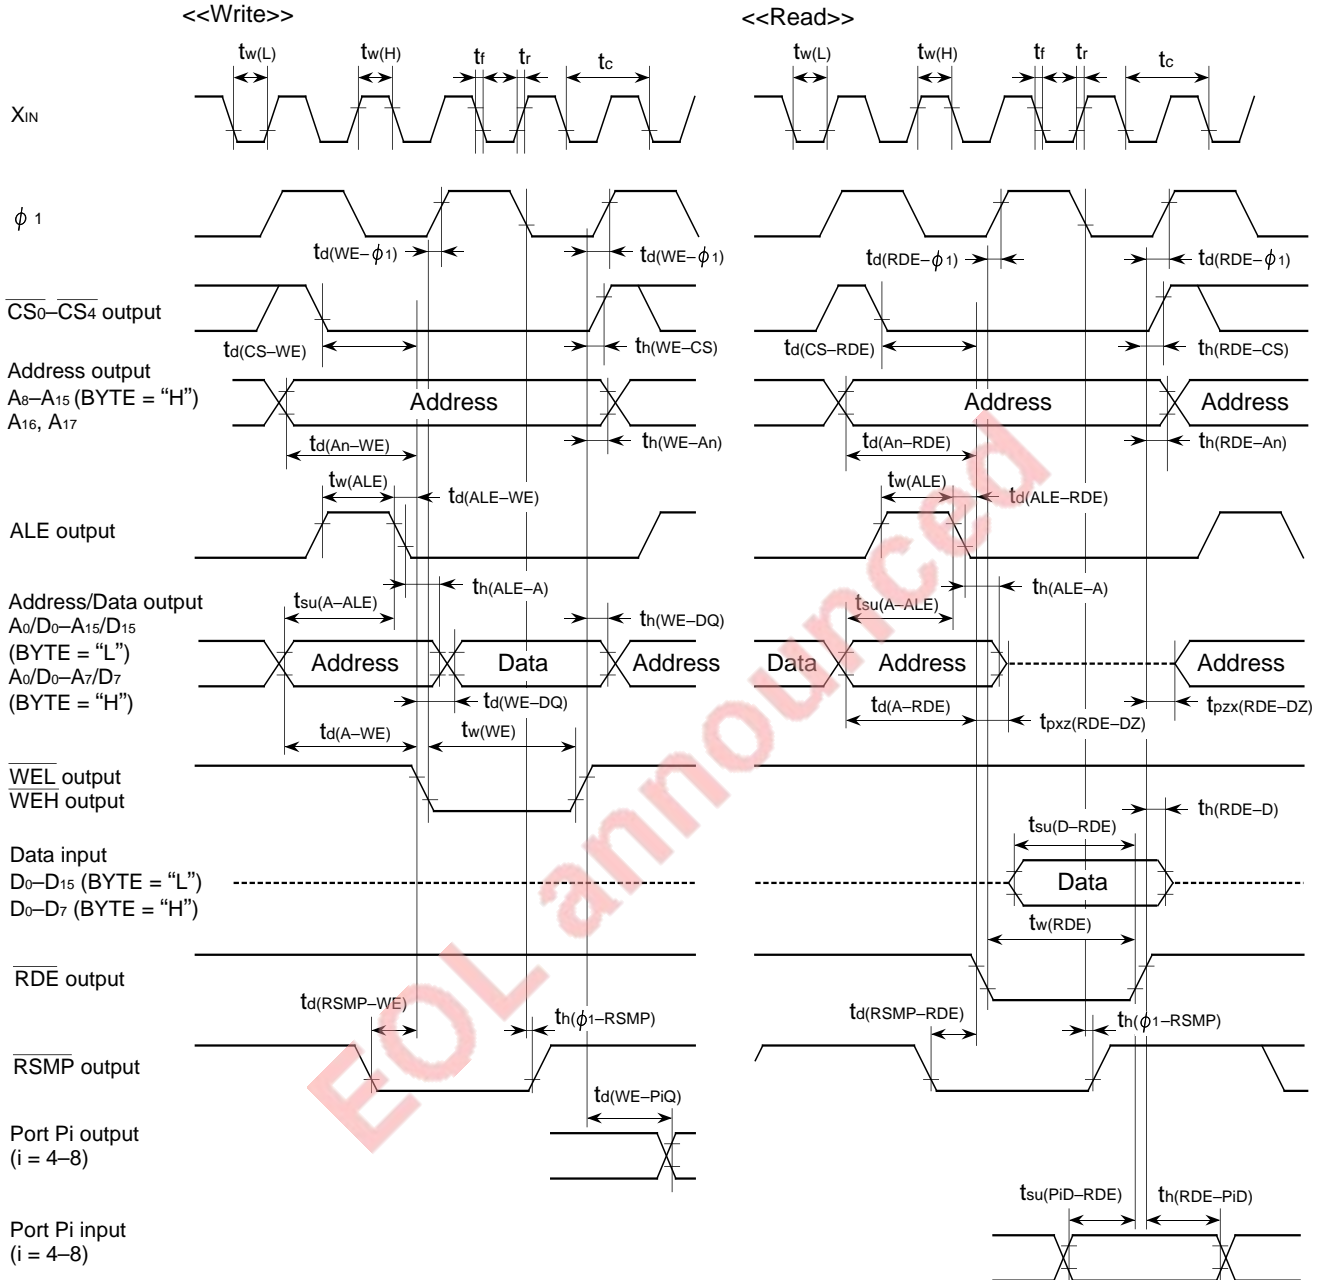 <<Write>> <<Read>>
tw(L) tw(H) tf tr tc tw(L) tw(H) tf tr tc
XIN
ϕ 1
td(WE–ϕ1) td(WE–ϕ1) td(RDE–ϕ1) td(RDE–ϕ1)
CS0–CS4 output
td(CS–WE) th(WE–CS) td(CS–RDE) th(RDE–CS)
Address output
A8–A15 (BYTE = “H”) Address Address Address
A16, A17
td(An–WE) th(WE–An) td(An–RDE) th(RDE–An)
tw(ALE) td(ALE–WE) tw(ALE) td(ALE–RDE)
ALE output
th(ALE–A) th(ALE–A)
Address/Data output
tsu(A–ALE) th(WE–DQ) tsu(A–ALE)
A0/D0–A15/D15
(BYTE = “L”) Address Data Address Data Address Address
A0/D0–A7/D7
(BYTE = “H”) td(WE–DQ) td(A–RDE) tpxz(RDE–DZ) tpzx(RDE–DZ)
td(A–WE) tw(WE)
WEL output
WEH output
th(RDE–D)
tsu(D–RDE)
Data input
D0–D15 (BYTE = “L”) Data
D0–D7 (BYTE = “H”)
tw(RDE)
RDE output
td(RSMP–WE) th(ϕ1–RSMP) td(RSMP–RDE) th(ϕ1–RSMP)
RSMP output
td(WE–PiQ)
Port Pi output
(i = 4–8)
tsu(PiD–RDE) th(RDE–PiD)
Port Pi input
(i = 4–8)
EOL announced